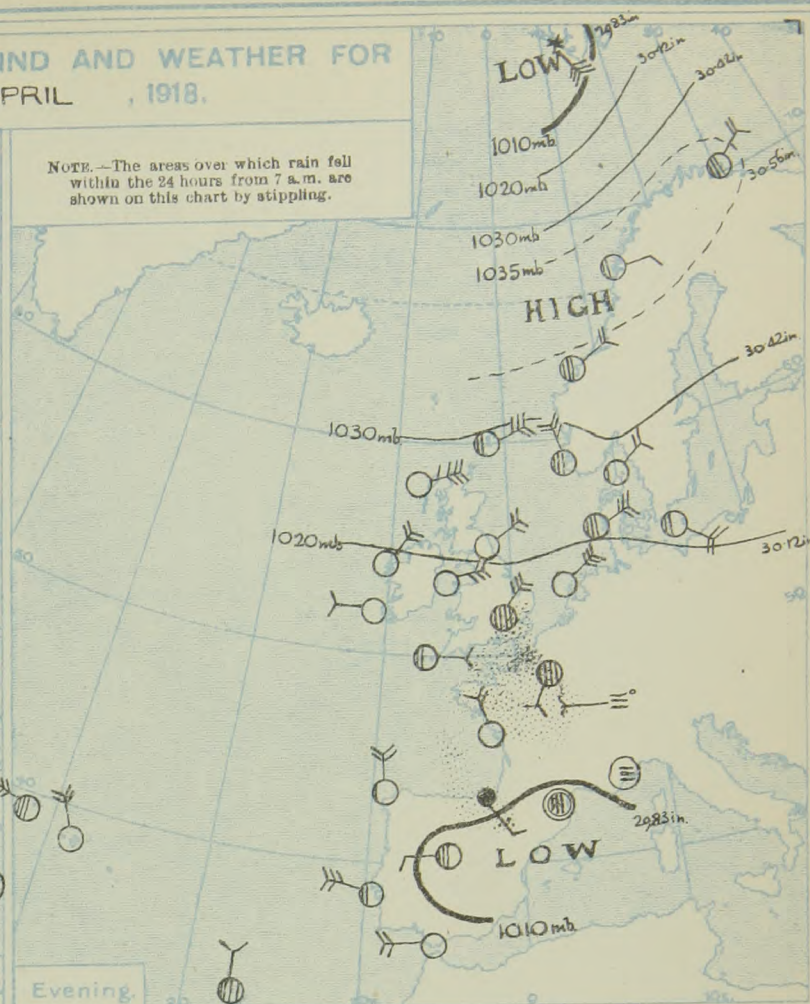 IND AND WEATHER FOR
PRIL , 1918.
NOTE.—The areas over which rain fell
within the 24 hours from 7 a.m. are
shown on this chart by stippling.
29.83in
LOW
30.12in
30.42in
1010mb
1020mb
30.56in.
1030mb
1035mb
HIGH
30.42in.
1030mb
1020mb
30.12in
50
29.83in.
LOW
1010mb.
Evening.
0